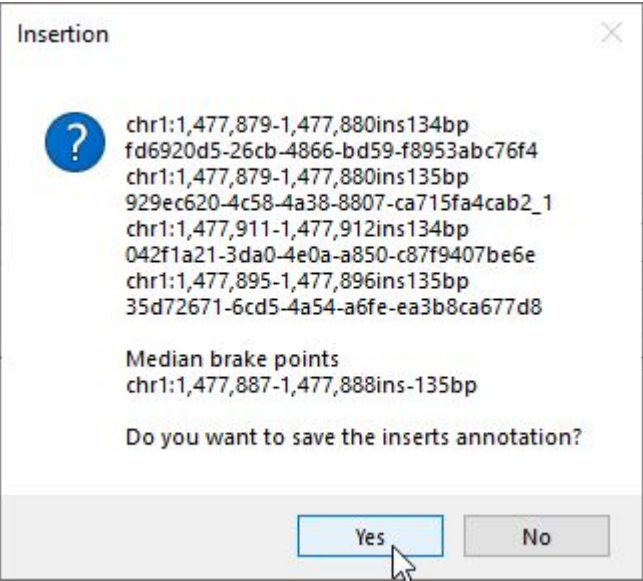 Insertion
?
chr1:1,477,879-1,477,880ins134bp
fd6920d5-26cb-4866-bd59-f8953abc76f4
chr1:1,477,879-1,477,880ins135bp
929ec620-4c58-4a38-8807-ca715fa4cab2_1
chr1:1,477,911-1,477,912ins134bp
042f1a21-3da0-4e0a-a850-c87f9407be6e
chr1:1,477,895-1,477,896ins135bp
35d72671-6cd5-4a54-a6fe-ea3b8ca677d8
Median brake points
chr1:1,477,887-1,477,888ins-135bp
Do you want to save the inserts annotation?
Yes
No